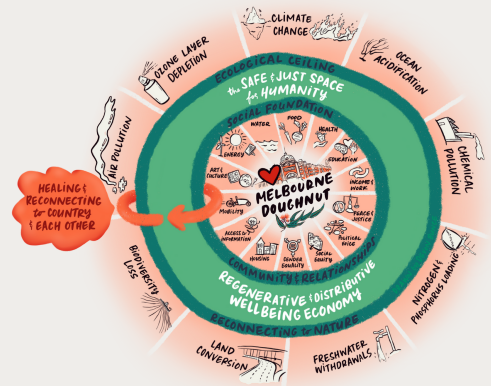 CLIMATE
CHANGE
OCEAN
ACIDIFICATION
CHEMICAL
POLLUTION
NITROGEN &
PHOSPHORUS LOADING
FRESHWATER
WITHDRAWALS
LAND
CONVERSION
BIODIVERSITY
LOSS
AIR POLLUTION
OZONE LAYER
DEPLETION
ECOLOGICAL CEILING
the SAFE & JUST SPACE
for HUMANITY
SOCIAL FOUNDATION
WATER
FOOD
HEALTH
EDUCATION
INCOME &
WORK
PEACE &
JUSTICE
POLITICAL
VOICE
SOCIAL
EQUITY
GENDER
EQUALITY
HOUSING
ACCESS to
INFORMATION
MOBILITY
ART &
CULTURE
ENERGY
MELBOURNE
DOUGHNUT
HEALING &
RECONNECTING
to COUNTRY
& EACH OTHER
COMMUNITY & RELATIONSHIPS
REGENERATIVE & DISTRIBUTIVE
WELLBEING ECONOMY
RECONNECTING to NATURE